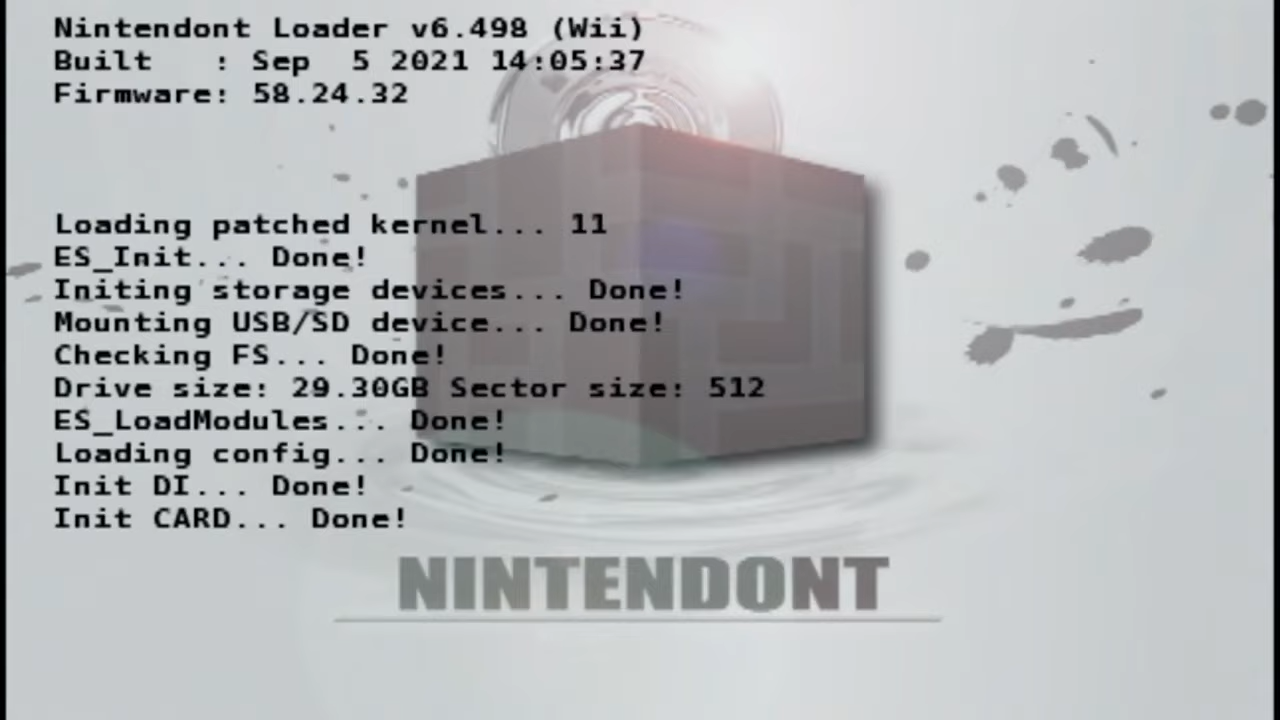 Nintendont Loader v6.498 (Wii)
Built   : Sep  5 2021 14:05:37
Firmware: 58.24.32
Loading patched kernel... 11
ES_Init... Done!
Initing storage devices... Done!
Mounting USB/SD device... Done!
Checking FS... Done!
Drive size: 29.30GB Sector size: 512
ES_LoadModules... Done!
Loading config... Done!
Init DI... Done!
Init CARD... Done!
NINTENDONT